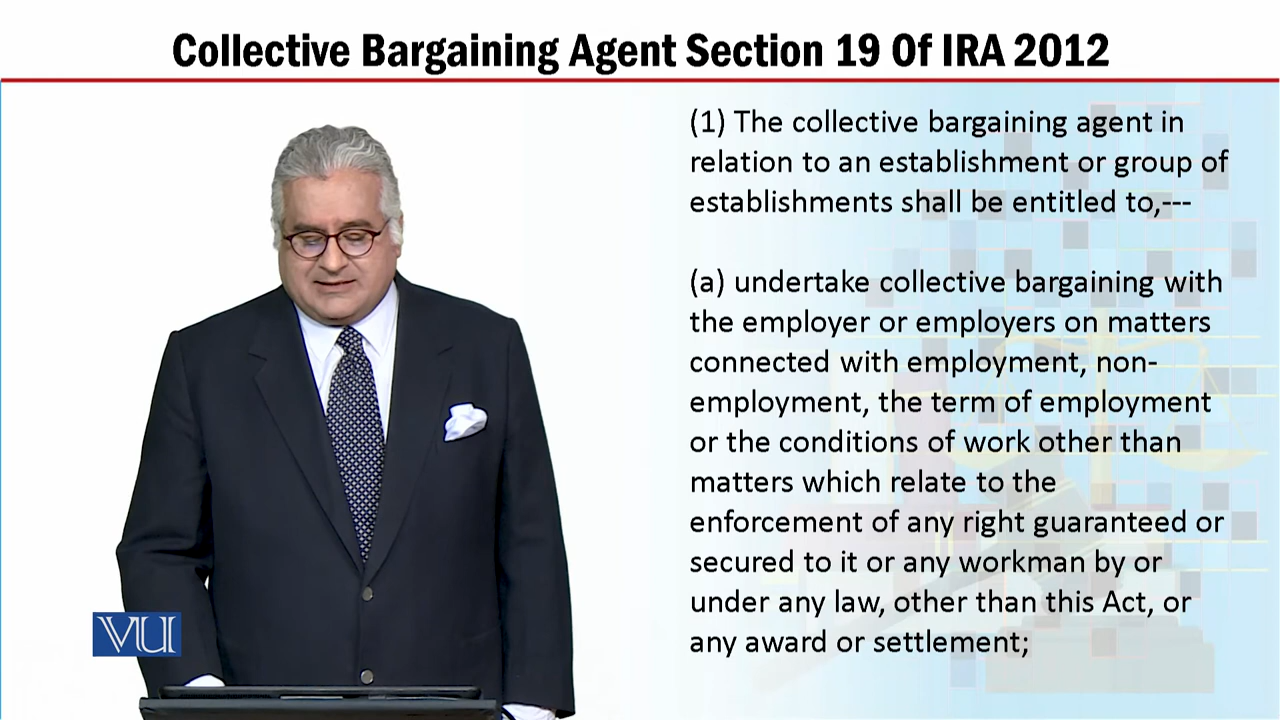 Collective Bargaining Agent Section 19 Of IRA 2012
(1) The collective bargaining agent in
relation to an establishment or group of
establishments shall be entitled to,---
(a) undertake collective bargaining with
the employer or employers on matters
connected with employment, non-
employment, the term of employment
or the conditions of work other than
matters which relate to the
enforcement of any right guaranteed or
secured to it or any workman by or
under any law, other than this Act, or
any award or settlement;
VU